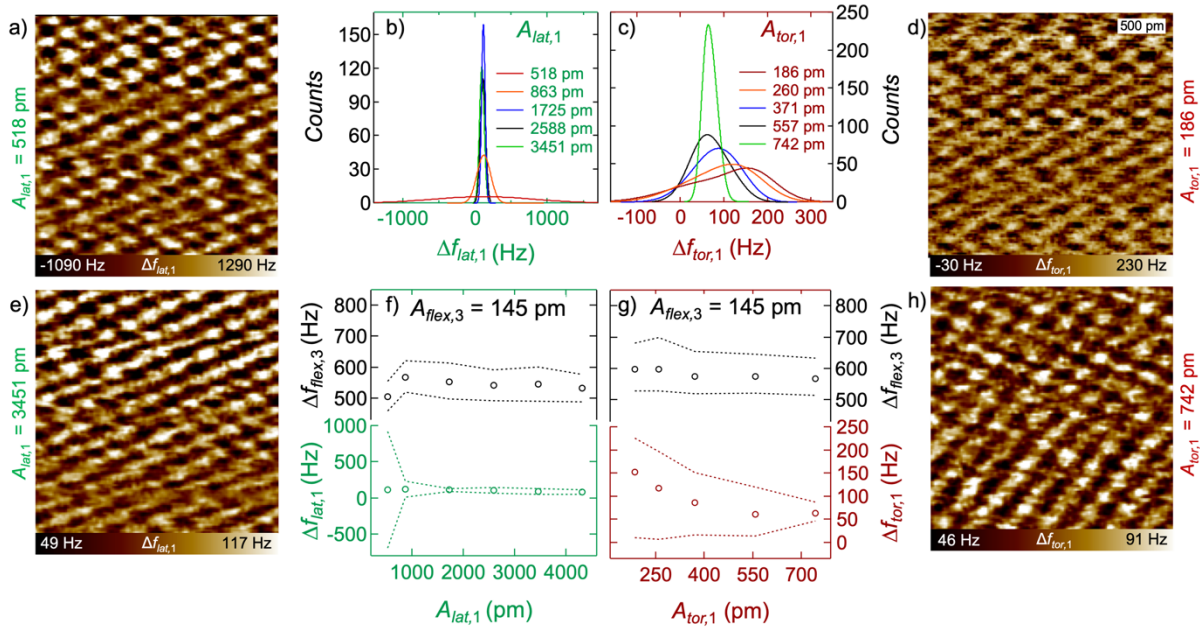 a)
A_lat,1 = 518 pm
-1090 Hz Δf_lat,1 1290 Hz
b)
A_lat,1
518 pm
863 pm
1725 pm
2588 pm
3451 pm
Counts
150
120
90
60
30
0
-1000 0 1000
Δf_lat,1 (Hz)
c)
A_tor,1
186 pm
260 pm
371 pm
557 pm
742 pm
250
200
150
100
50
0
Counts
-100 0 100 200 300
Δf_tor,1 (Hz)
d)
500 pm
A_tor,1 = 186 pm
-30 Hz Δf_tor,1 230 Hz
e)
A_lat,1 = 3451 pm
49 Hz Δf_lat,1 117 Hz
f)
A_flex,3 = 145 pm
Δf_flex,3 (Hz)
800
700
600
500
Δf_lat,1 (Hz)
1000
500
0
-500
1000 2000 3000 4000
A_lat,1 (pm)
g)
A_flex,3 = 145 pm
800
700
600
500
Δf_flex,3 (Hz)
250
200
150
100
50
0
Δf_tor,1 (Hz)
250 400 550 700
A_tor,1 (pm)
h)
A_tor,1 = 742 pm
46 Hz Δf_tor,1 91 Hz